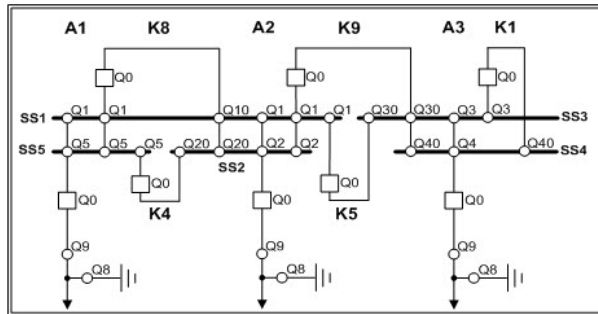 A1 K8 A2 K9 A3 K1
Q0 Q0 Q0
SS1 Q1 Q1 Q10 Q1 Q1 Q1 Q30 Q30 Q3 Q3 SS3
SS5 Q5 Q5 Q5 Q20 Q20 Q2 Q2 Q40 Q4 Q40 SS4
SS2
Q0 Q0
Q0 Q0 Q0
K4 K5
Q9 Q9 Q9
Q8 Q8 Q8